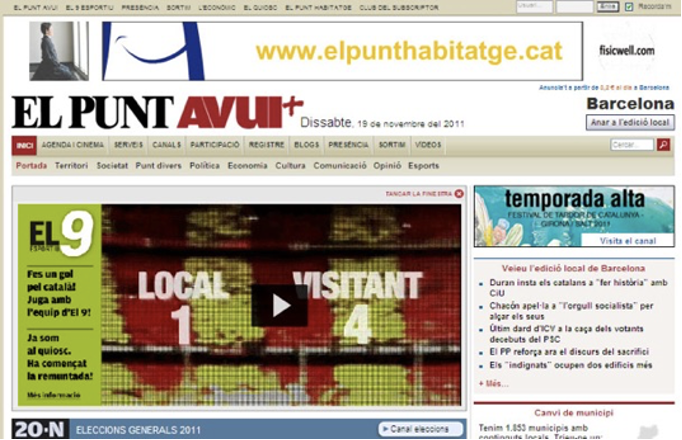 EL PUNT AVUI EL 9 ESPORTIU PRESÈNCIA SORTIM L'ECONÒMIC EL QUIOSC EL PUNT HABITATGE CLUB DEL SUBSCRIPTOR
Usuari... Entra Recorda'm
www.elpunthabitatge.cat
fisicwell.com
Anuncia't a partir de 0,2 € al dia a Barcelona
EL PUNT AVUI+
Dissabte, 19 de novembre del 2011
Barcelona
Anar a l'edició local
INICI AGENDA I CINEMA SERVEIS CANALS PARTICIPACIÓ REGISTRE BLOGS PRESÈNCIA SORTIM VÍDEOS
Cercar...
Portada Territori Societat Punt divers Política Economia Cultura Comunicació Opinió Esports
TANCAR LA FINESTRA
EL 9
ESPORTIU
Fes un gol
pel català!
Juga amb
l'equip d'El 9!
Ja som
al quiosc.
Ha començat
la remuntada!
Més informació
LOCAL VISITANT
1 4
temporada alta
FESTIVAL DE TARDOR DE CATALUNYA -
GIRONA I SALT 2011
Visita el canal
Veieu l'edició local de Barcelona
Duran insta els catalans a "fer història" amb
CiU
Chacón apel·la a "l'orgull socialista" per
alçar els seus
Últim dard d'ICV a la caça dels votants
decebuts del PSC
El PP reforça ara el discurs del sacrifici
Els "indignats" ocupen dos edificis més
+ Més...
20-N ELECCIONS GENERALS 2011
Canal eleccions
Canvi de municipi
Tenim 1.853 municipis amb
continguts locals. Trieu-ne un: